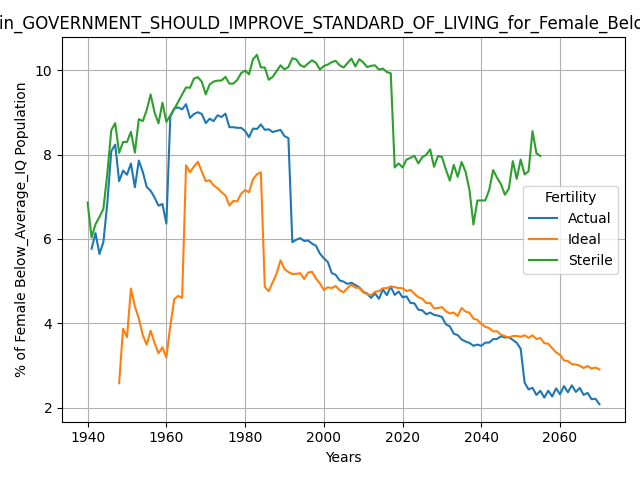 in_GOVERNMENT_SHOULD_IMPROVE_STANDARD_OF_LIVING_for_Female_Belo
% of Female Below_Average_IQ Population
10
8
6
4
2
1940 1960 1980 2000 2020 2040 2060
Years
Fertility
Actual
Ideal
Sterile